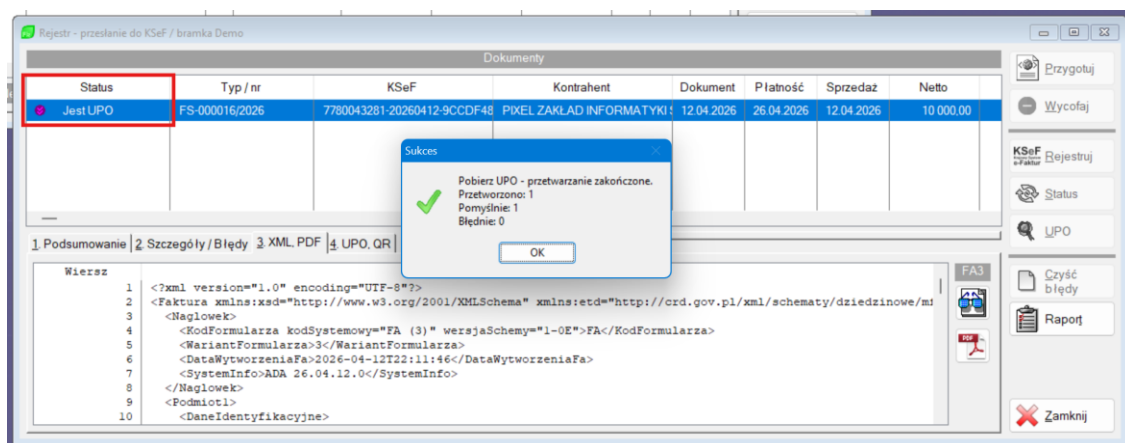 Rejestr - przesłanie do KSeF / bramka Demo
Dokumenty
Status Typ / nr KSeF Kontrahent Dokument Płatność Sprzedaż Netto
Jest UPO FS-000016/2026 7780043281-20260412-9CCDF48 PIXEL ZAKŁAD INFORMATYKI 12.04.2026 26.04.2026 12.04.2026 10 000,00
Sukces
Pobierz UPO - przetwarzanie zakończone.
Przetworzono: 1
Pomyślnie: 1
Błędnie: 0
OK
1. Podsumowanie 2. Szczegóły / Błędy 3. XML, PDF 4. UPO, QR
Wiersz
1 <?xml version="1.0" encoding="UTF-8"?>
2 <Faktura xmlns:xsd="http://www.w3.org/2001/XMLSchema" xmlns:etd="http://crd.gov.pl/xml/schematy/dziedzinowe/m
3 <Naglowek>
4 <KodFormularza kodSystemowy="FA (3)" wersjaSchemy="1-0E">FA</KodFormularza>
5 <WariantFormularza>3</WariantFormularza>
6 <DataWytworzeniaFa>2026-04-12T22:11:46</DataWytworzeniaFa>
7 <SystemInfo>ADA 26.04.12.0</SystemInfo>
8 </Naglowek>
9 <Podmiot1>
10 <DaneIdentyfikacyjne>
FA3
PDF
Przygotuj
Wycofaj
KSeF
e-Faktur
Rejestruj
Status
UPO
Czyść
błędy
Raport
Zamknij